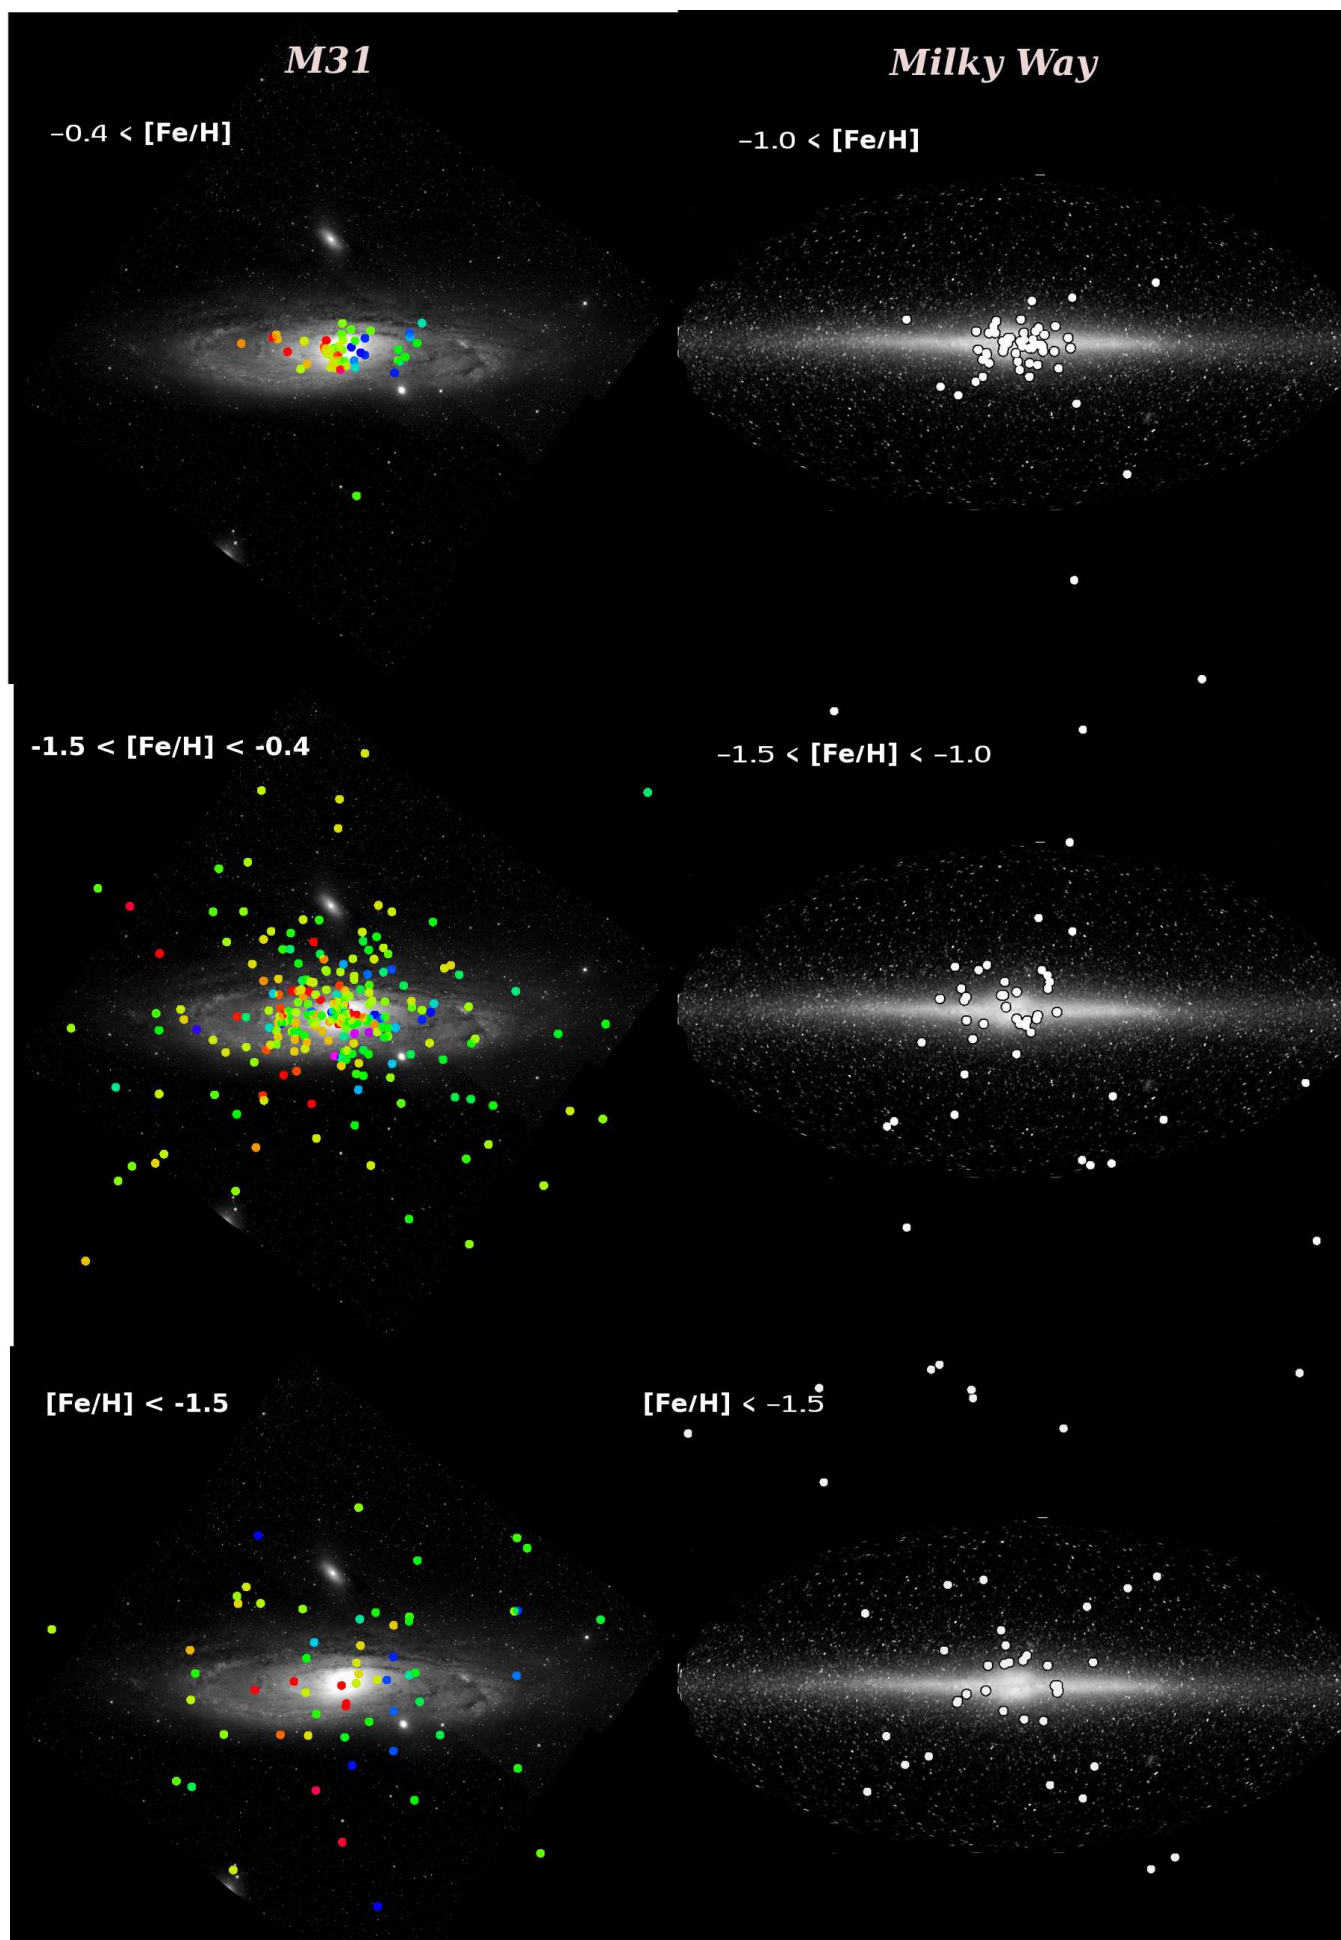 M31
Milky Way
–0.4 < [Fe/H]
–1.0 < [Fe/H]
-1.5 < [Fe/H] < -0.4
–1.5 < [Fe/H] < –1.0
[Fe/H] < -1.5
[Fe/H] < –1.5